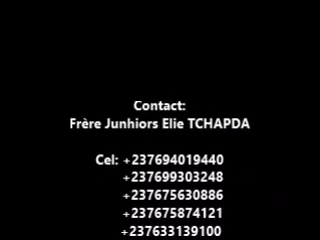 Contact:
Frère Junhiors Elie TCHAPDA
Cel: +237694019440
+237699303248
+237675630886
+237675874121
+237633139100